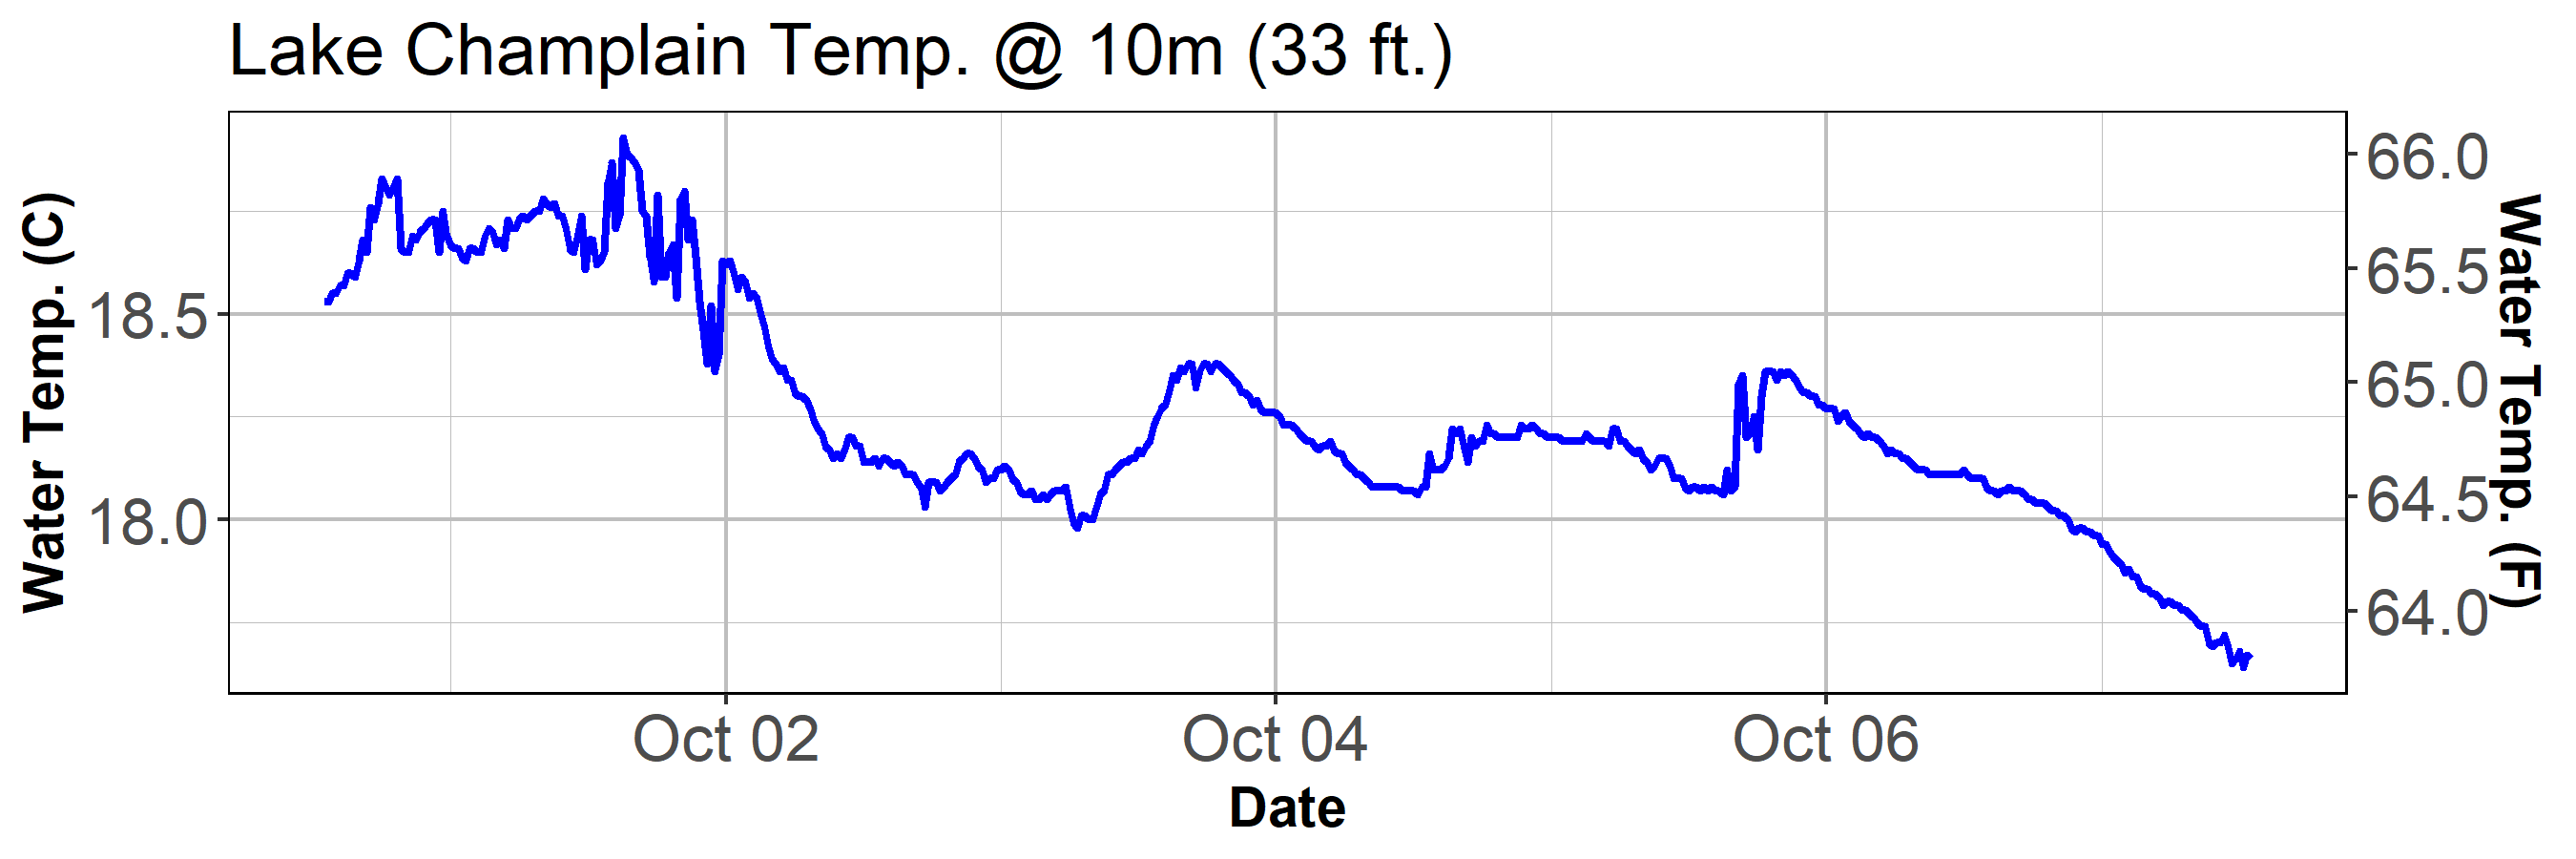 Lake Champlain Temp. @ 10m (33 ft.)
Water Temp. (C)
18.5
18.0
66.0
65.5
65.0
64.5
64.0
Water Temp. (F)
Oct 02
Oct 04
Oct 06
Date